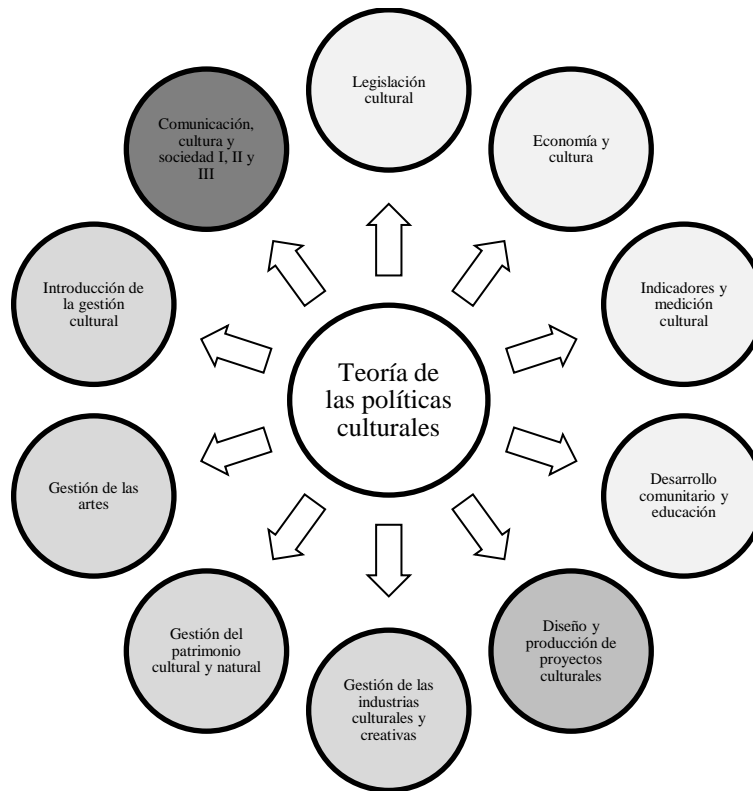 Legislación
cultural
Economía y
cultura
Indicadores y
medición
cultural
Desarrollo
comunitario y
educación
Diseño y
producción de
proyectos
culturales
Gestión de las
industrias
culturales y
creativas
Gestión del
patrimonio
cultural y natural
Gestión de las
artes
Introducción de
la gestión
cultural
Comunicación,
cultura y
sociedad I, II y
III
Teoría de
las políticas
culturales